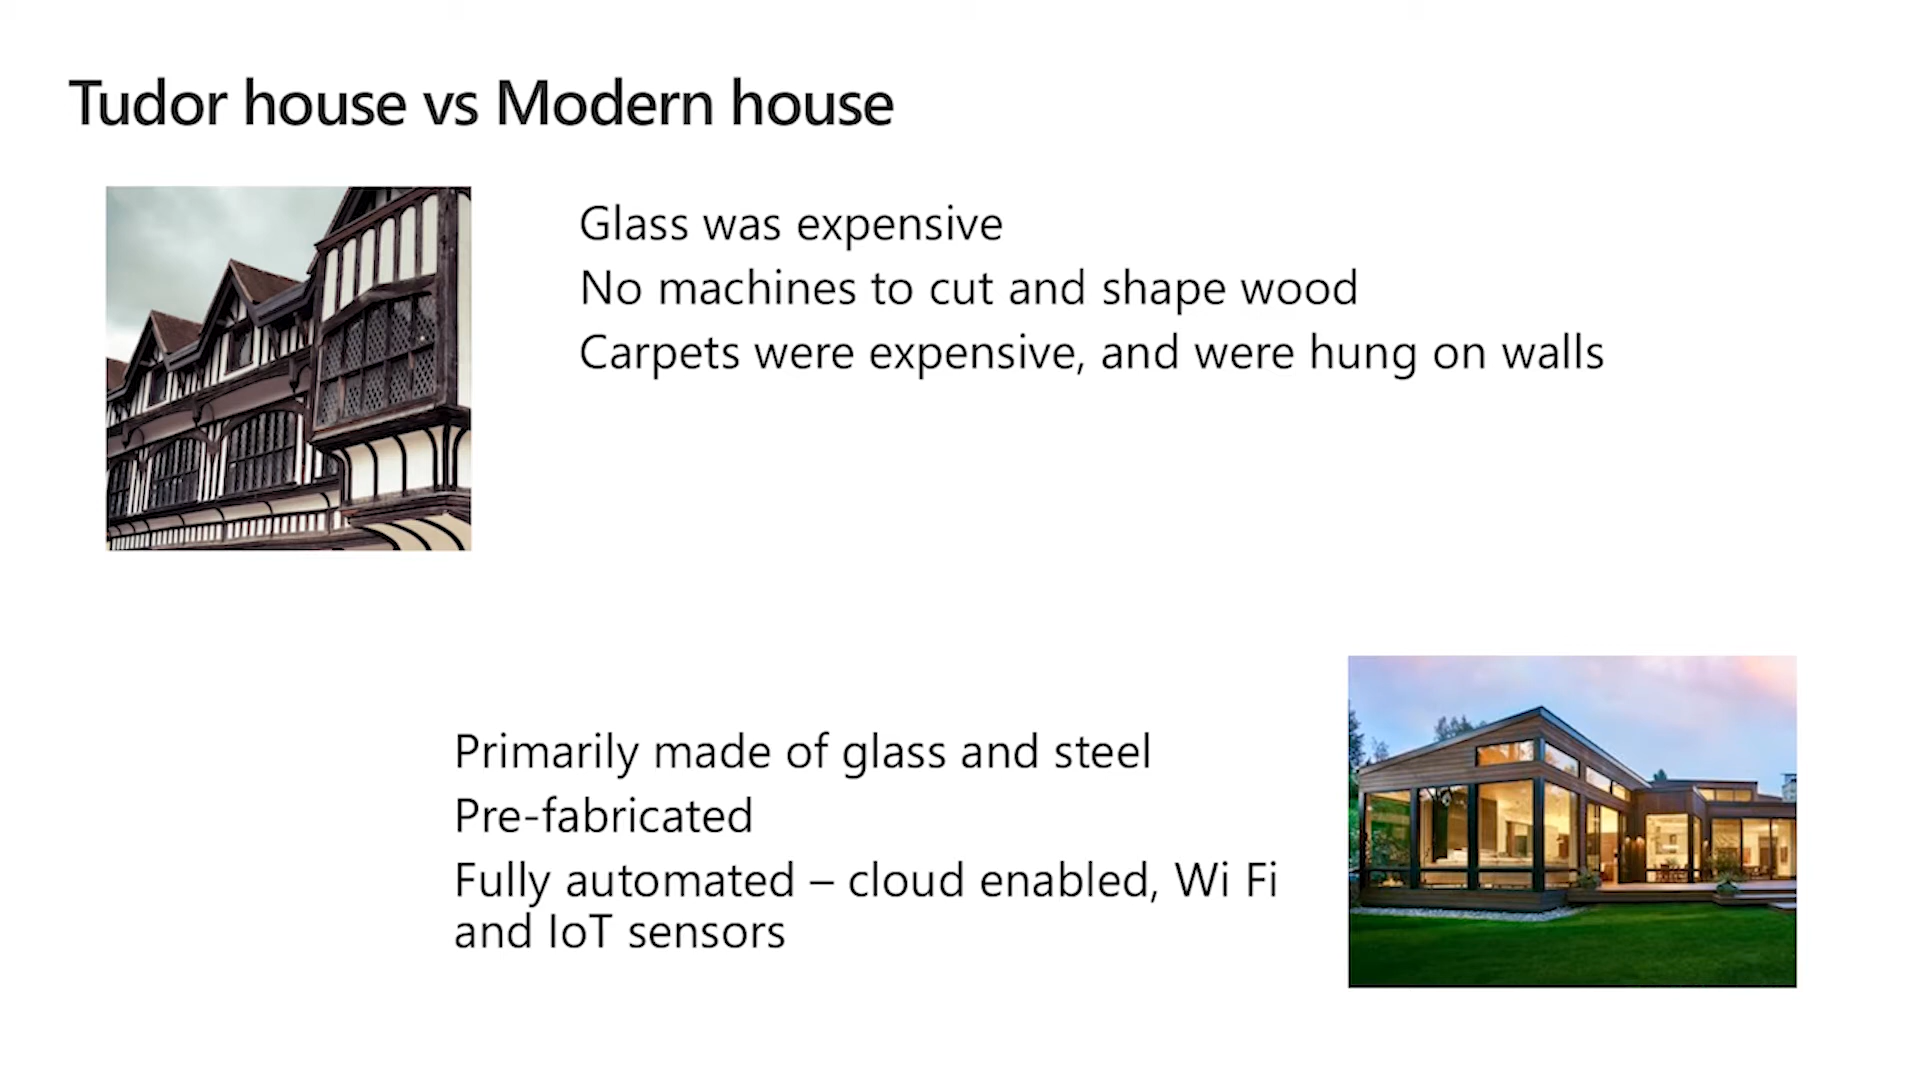 Tudor house vs Modern house
Glass was expensive
No machines to cut and shape wood
Carpets were expensive, and were hung on walls
Primarily made of glass and steel
Pre-fabricated
Fully automated – cloud enabled, Wi Fi
and IoT sensors